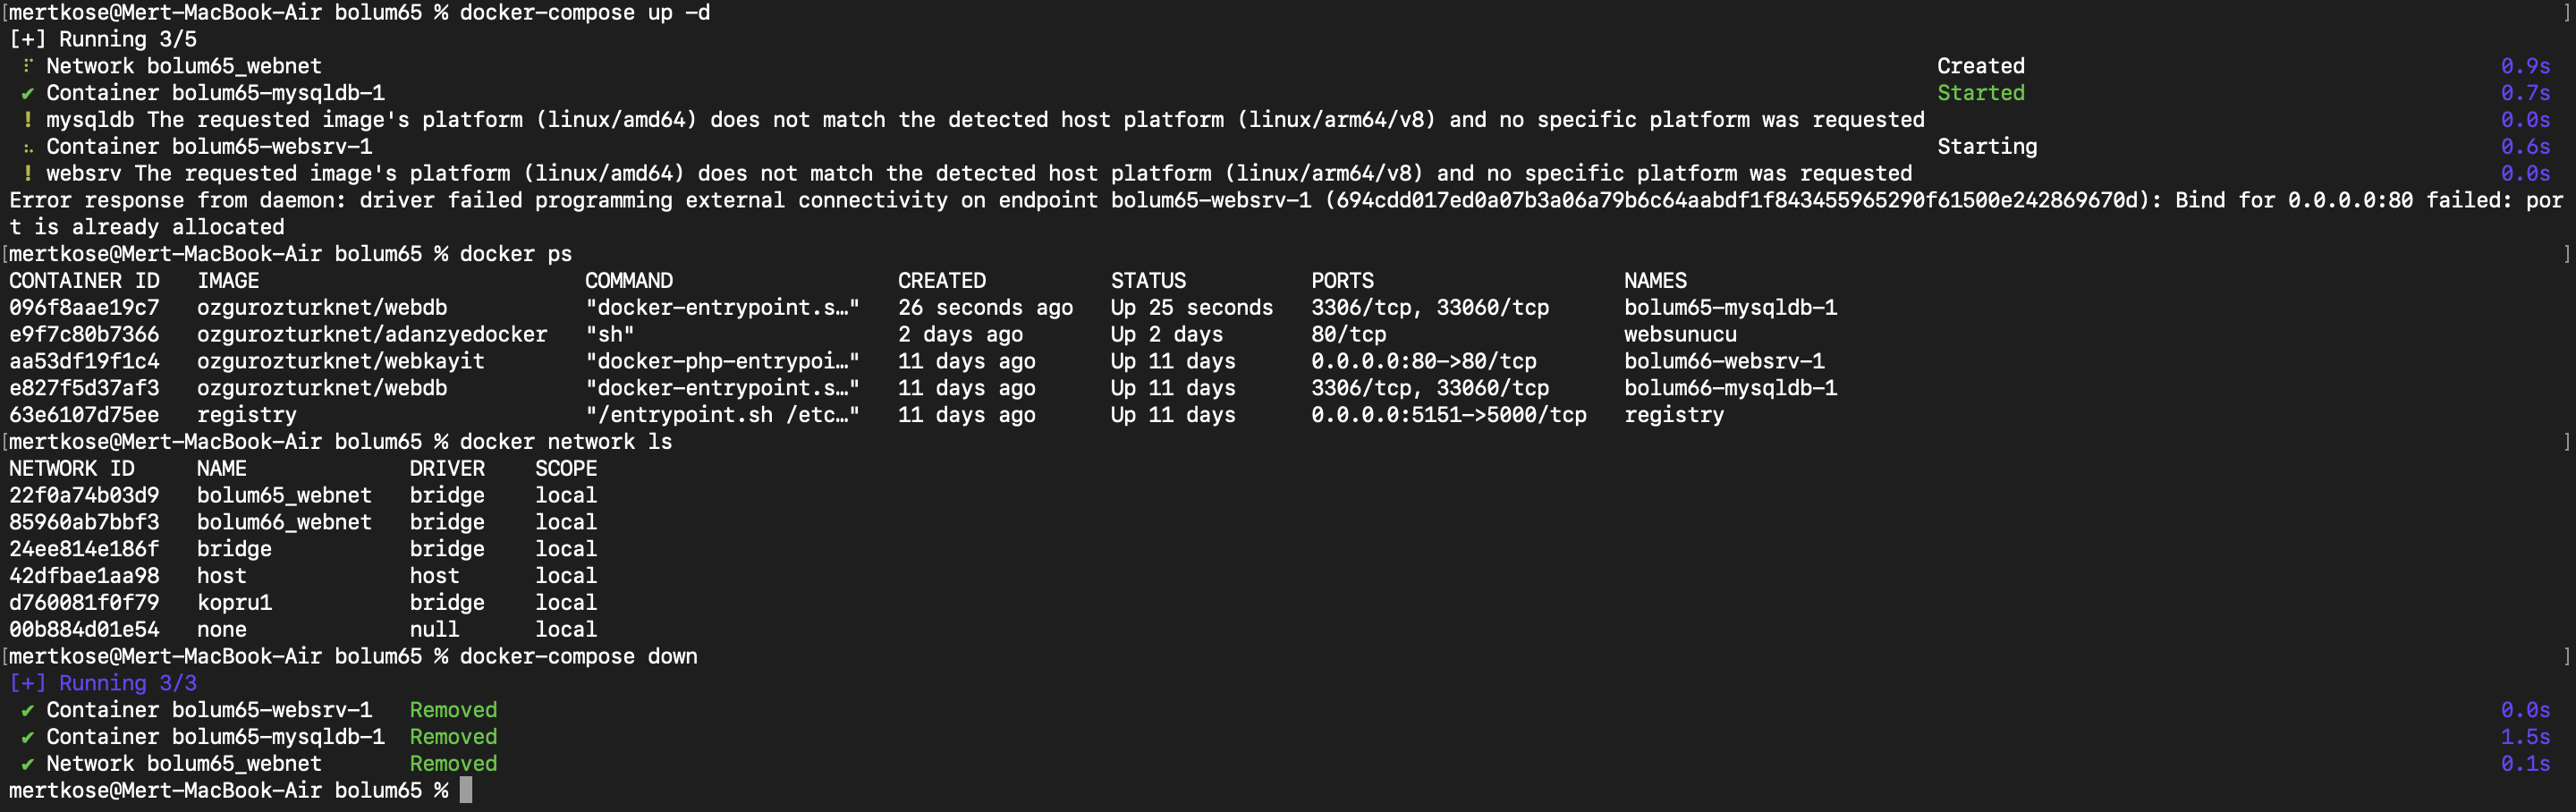 [mertkose@Mert-MacBook-Air bolum65 % docker-compose up -d ]
[+] Running 3/5
⠏ Network bolum65_webnet Created 0.9s
✔ Container bolum65-mysqldb-1 Started 0.7s
! mysqldb The requested image's platform (linux/amd64) does not match the detected host platform (linux/arm64/v8) and no specific platform was requested 0.0s
⠦ Container bolum65-websrv-1 Starting 0.6s
! websrv The requested image's platform (linux/amd64) does not match the detected host platform (linux/arm64/v8) and no specific platform was requested 0.0s
Error response from daemon: driver failed programming external connectivity on endpoint bolum65-websrv-1 (694cdd017ed0a07b3a06a79b6c64aabdf1f843455965290f61500e242869670d): Bind for 0.0.0.0:80 failed: por
t is already allocated
[mertkose@Mert-MacBook-Air bolum65 % docker ps ]
CONTAINER ID IMAGE COMMAND CREATED STATUS PORTS NAMES
096f8aae19c7 ozgurozturknet/webdb "docker-entrypoint.s…" 26 seconds ago Up 25 seconds 3306/tcp, 33060/tcp bolum65-mysqldb-1
e9f7c80b7366 ozgurozturknet/adanzyedocker "sh" 2 days ago Up 2 days 80/tcp websunucu
aa53df19f1c4 ozgurozturknet/webkayit "docker-php-entrypoi…" 11 days ago Up 11 days 0.0.0.0:80->80/tcp bolum66-websrv-1
e827f5d37af3 ozgurozturknet/webdb "docker-entrypoint.s…" 11 days ago Up 11 days 3306/tcp, 33060/tcp bolum66-mysqldb-1
63e6107d75ee registry "/entrypoint.sh /etc…" 11 days ago Up 11 days 0.0.0.0:5151->5000/tcp registry
[mertkose@Mert-MacBook-Air bolum65 % docker network ls ]
NETWORK ID NAME DRIVER SCOPE
22f0a74b03d9 bolum65_webnet bridge local
85960ab7bbf3 bolum66_webnet bridge local
24ee814e186f bridge bridge local
42dfbae1aa98 host host local
d760081f0f79 kopru1 bridge local
00b884d01e54 none null local
[mertkose@Mert-MacBook-Air bolum65 % docker-compose down ]
[+] Running 3/3
✔ Container bolum65-websrv-1 Removed 0.0s
✔ Container bolum65-mysqldb-1 Removed 1.5s
✔ Network bolum65_webnet Removed 0.1s
mertkose@Mert-MacBook-Air bolum65 %